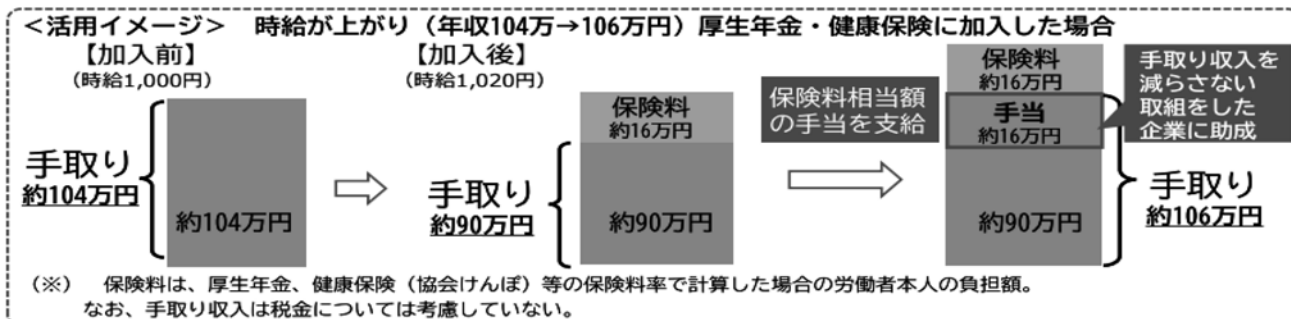 ＜活用イメージ＞　時給が上がり（年収104万→106万円）厚生年金・健康保険に加入した場合
【加入前】
（時給1,000円）
手取り
約104万円
約104万円
【加入後】
（時給1,020円）
保険料
約16万円
手取り
約90万円
約90万円
保険料相当額
の手当を支給
保険料
約16万円
手当
約16万円
約90万円
手取り収入を
減らさない
取組をした
企業に助成
手取り
約106万円
（※）　保険料は、厚生年金、健康保険（協会けんぽ）等の保険料率で計算した場合の労働者本人の負担額。
なお、手取り収入は税金については考慮していない。